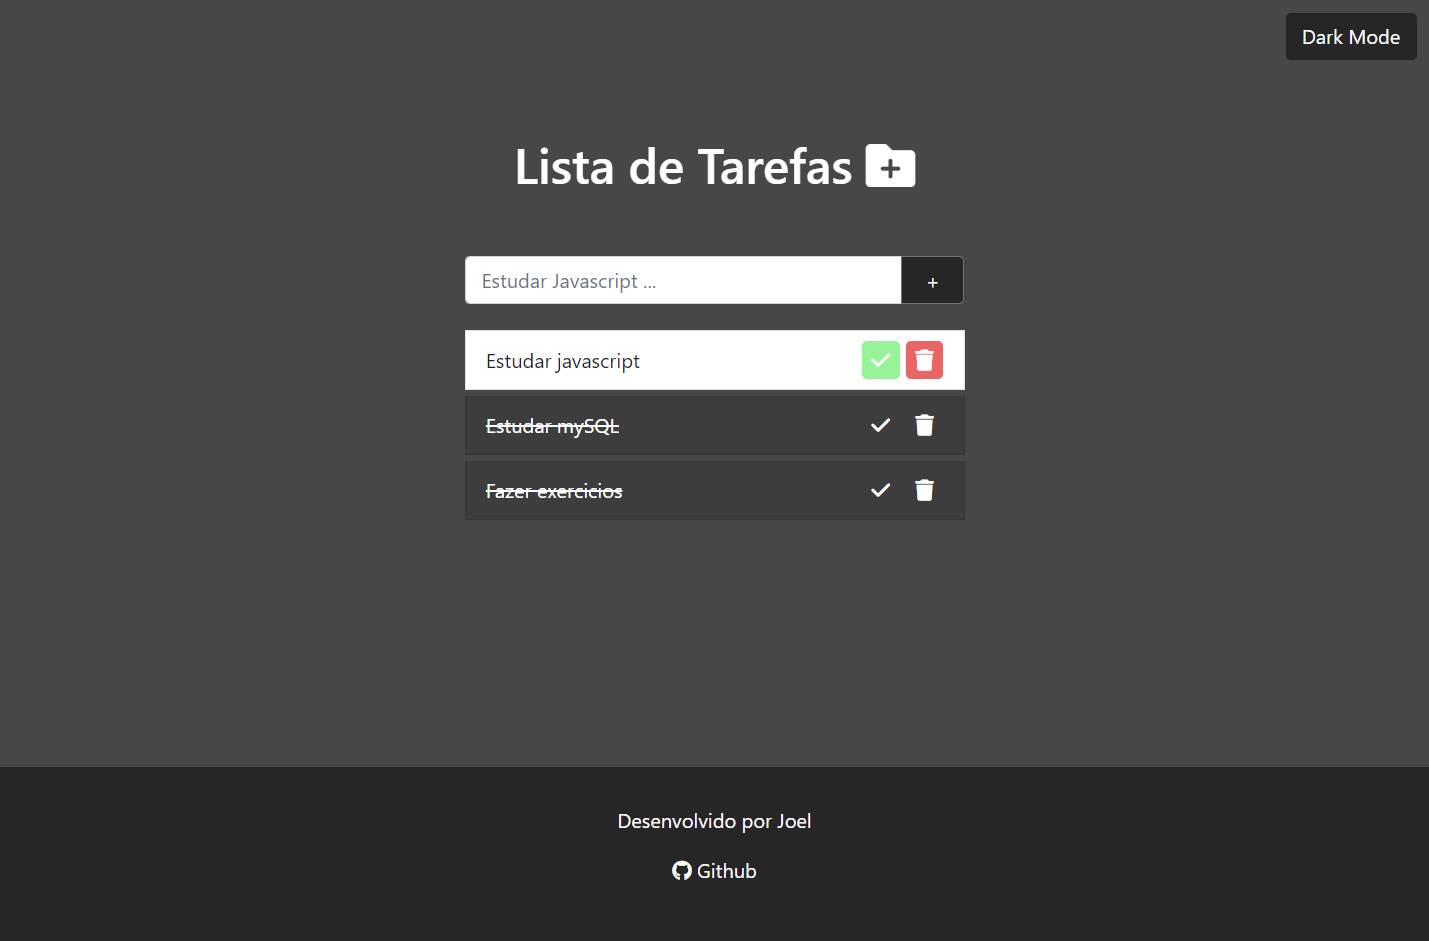 Dark Mode
Lista de Tarefas
Estudar Javascript ...
+
Estudar javascript
Estudar mySQL
Fazer exercicios
Desenvolvido por Joel
Github